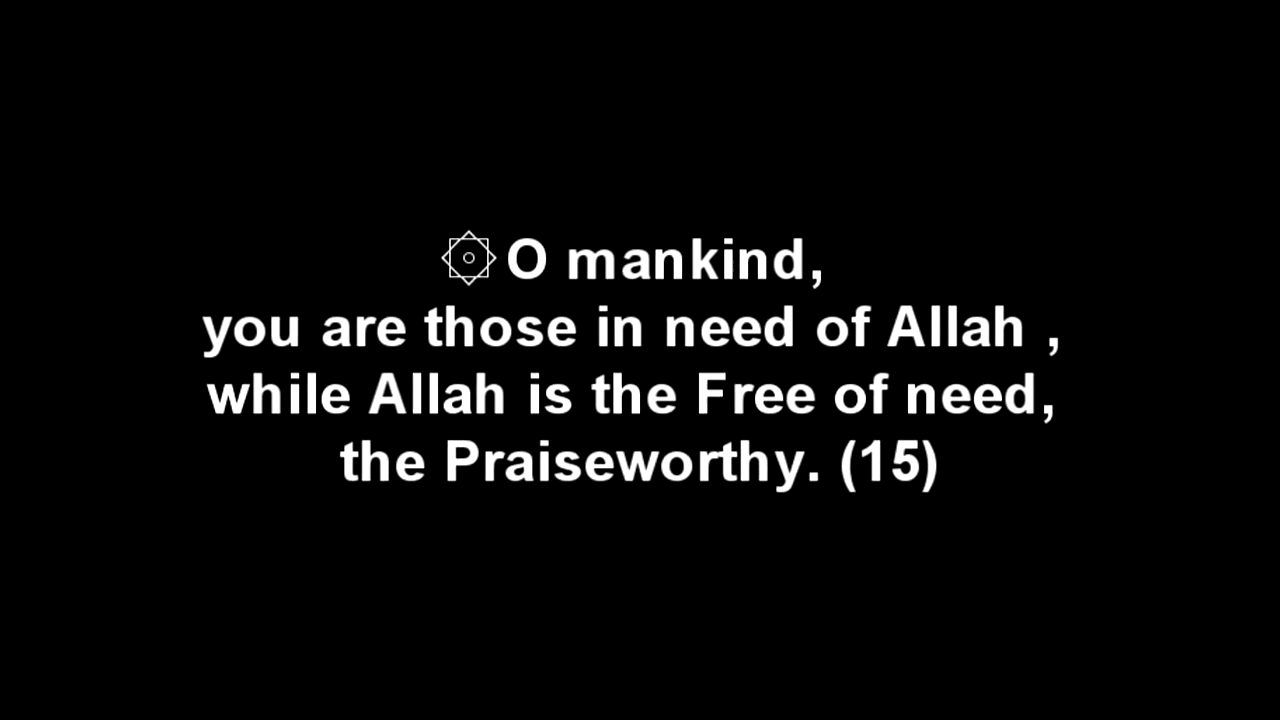 ۞ O mankind,
you are those in need of Allah ,
while Allah is the Free of need,
the Praiseworthy. (15)